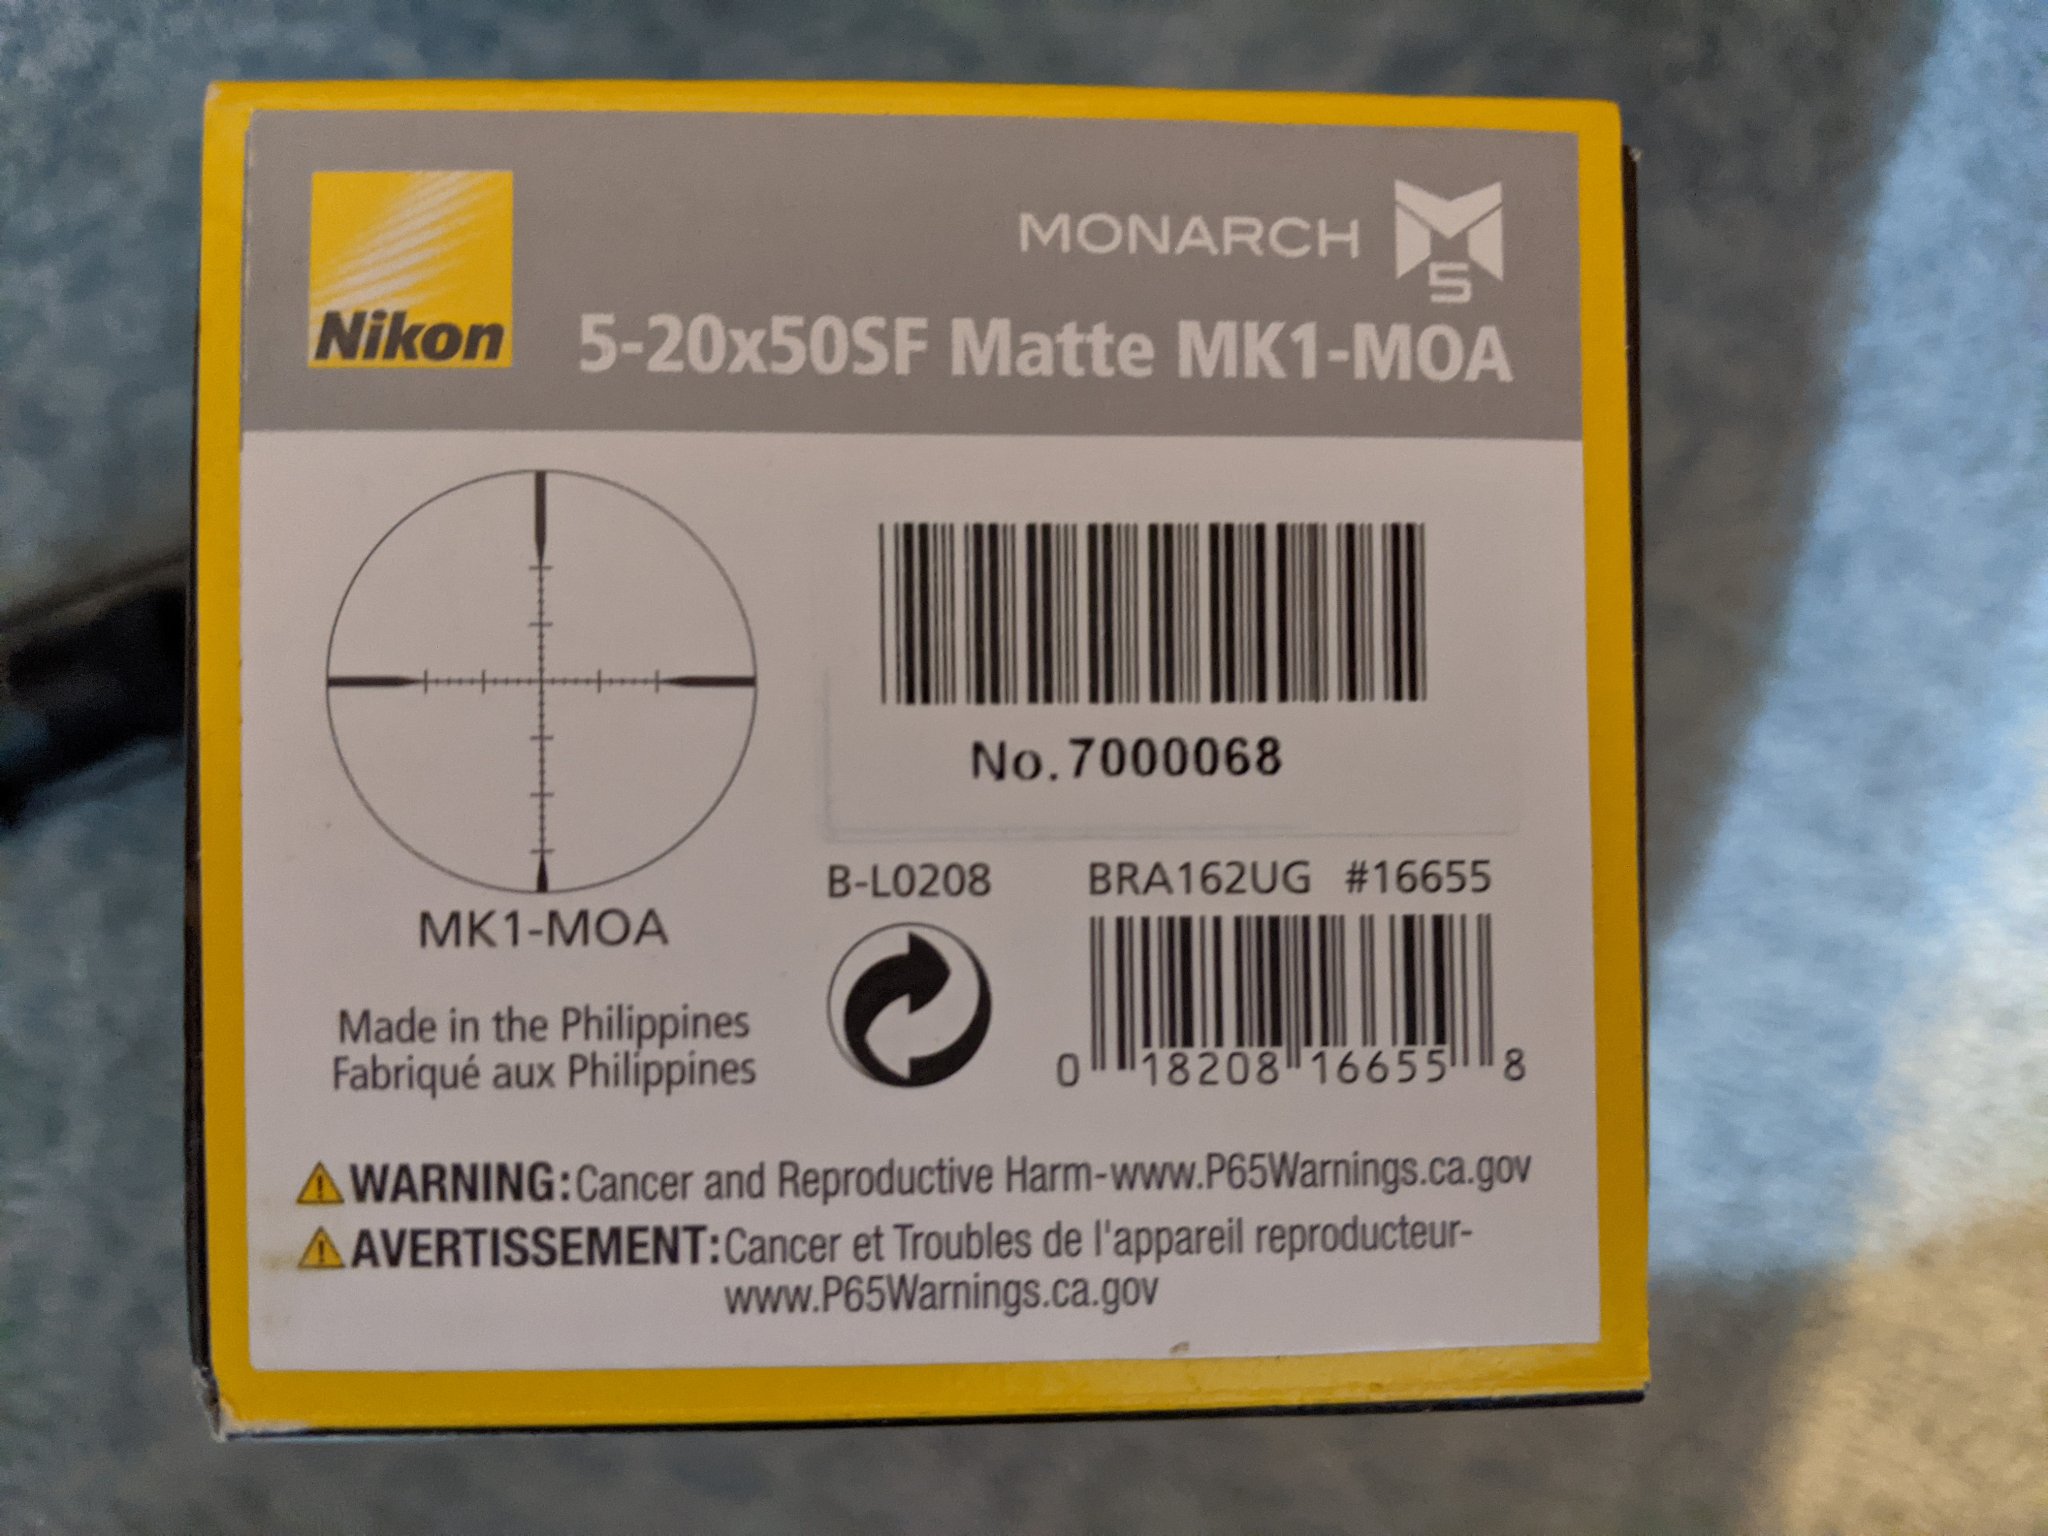 Nikon
MONARCH M5
5-20x50SF Matte MK1-MOA
No.7000068
MK1-MOA
B-L0208
BRA162UG #16655
0 18208 16655 8
Made in the Philippines
Fabriqué aux Philippines
WARNING:Cancer and Reproductive Harm-www.P65Warnings.ca.gov
AVERTISSEMENT:Cancer et Troubles de l'appareil reproducteur-
www.P65Warnings.ca.gov